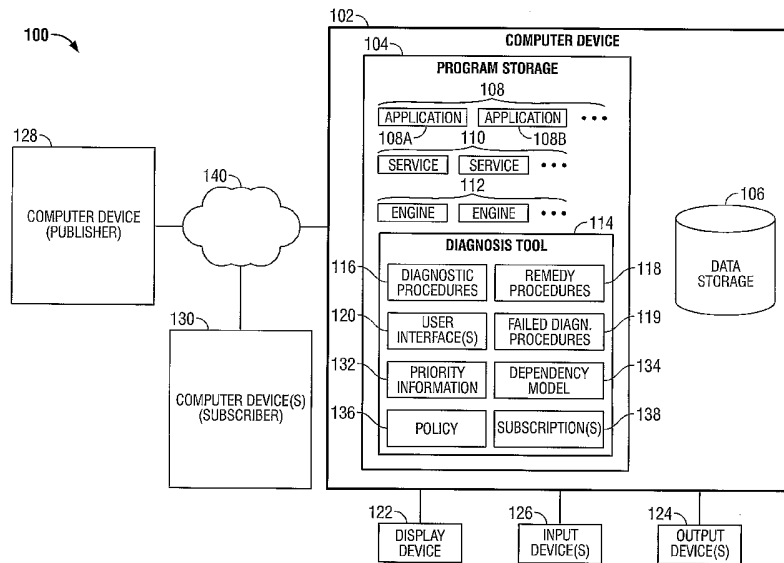 100
102
COMPUTER DEVICE
104
PROGRAM STORAGE
108
APPLICATION APPLICATION •••
108A 108B
110
SERVICE SERVICE •••
112
ENGINE ENGINE •••
114
DIAGNOSIS TOOL
116
DIAGNOSTIC
PROCEDURES
REMEDY
PROCEDURES
118
120
USER
INTERFACE(S)
FAILED DIAGN.
PROCEDURES
119
132
PRIORITY
INFORMATION
DEPENDENCY
MODEL
134
136
POLICY
SUBSCRIPTION(S)
138
106
DATA
STORAGE
128
COMPUTER DEVICE
(PUBLISHER)
140
130
COMPUTER DEVICE(S)
(SUBSCRIBER)
122
DISPLAY
DEVICE
126
INPUT
DEVICE(S)
124
OUTPUT
DEVICE(S)